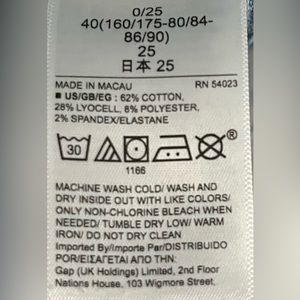 0/25
40(160/175-80/84-
86/90)
25
日本 25
MADE IN MACAU RN 54023
■ US/GB/EG : 62% COTTON,
28% LYOCELL, 8% POLYESTER,
2% SPANDEX/ELASTANE
30 ®
1166
MACHINE WASH COLD/ WASH AND
DRY INSIDE OUT WITH LIKE COLORS/
ONLY NON-CHLORINE BLEACH WHEN
NEEDED/ TUMBLE DRY LOW/ WARM
IRON/ DO NOT DRY CLEAN
Imported By/Importe Par/DISTRIBUIDO
POR/ΕΙΣΑΓΕΤΑΙ ΑΠΟ Τh:
Gap (UK Holdings) Limited, 2nd Floor
Nations House, 103 Wigmore Street,